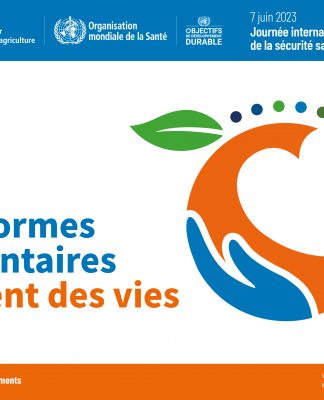 agriculture
Organisation
mondiale de la Santé
OBJECTIFS
DE DÉVELOPPEMENT
DURABLE
7 juin 2023
Journée interna
de la sécurité sa
ormes
ntaires
ent des vies
ments